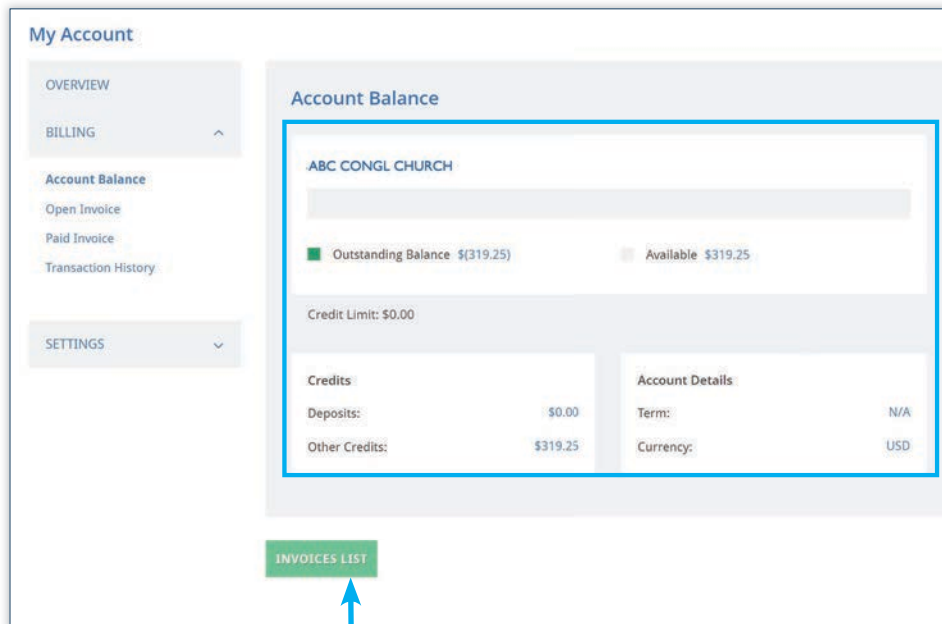 My Account
OVERVIEW
BILLING
Account Balance
Open Invoice
Paid Invoice
Transaction History
SETTINGS
Account Balance
ABC CONGL CHURCH
Outstanding Balance $(319.25)
Available $319.25
Credit Limit: $0.00
Credits
Deposits: $0.00
Other Credits: $319.25
Account Details
Term: N/A
Currency: USD
INVOICES LIST